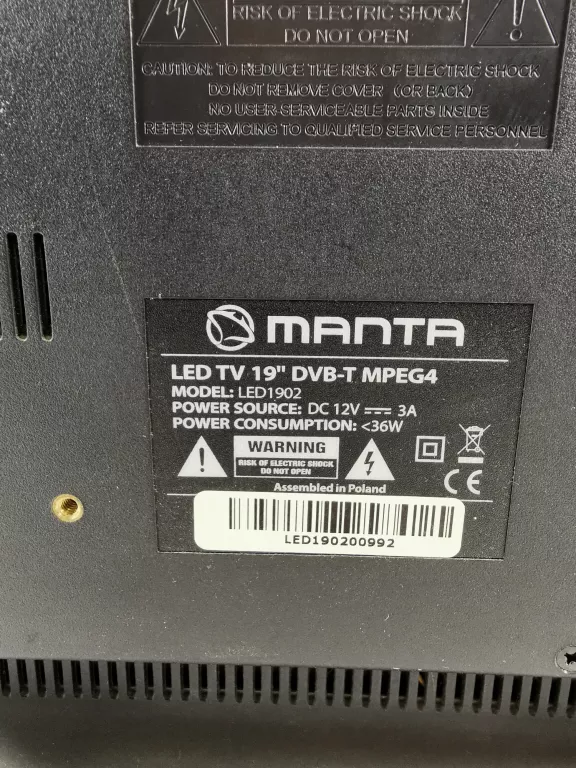 RISK OF ELECTRIC SHOCK
DO NOT OPEN
CAUTION: TO REDUCE THE RISK OF ELECTRIC SHOCK
DO NOT REMOVE COVER (OR BACK)
NO USER-SERVICEABLE PARTS INSIDE
REFER SERVICING TO QUALIFIED SERVICE PERSONNEL
MANTA
LED TV 19" DVB-T MPEG4
MODEL: LED1902
POWER SOURCE: DC 12V ⎓ 3A
POWER CONSUMPTION: <36W
WARNING
RISK OF ELECTRIC SHOCK
DO NOT OPEN
Assembled in Poland
CE
LED190200992